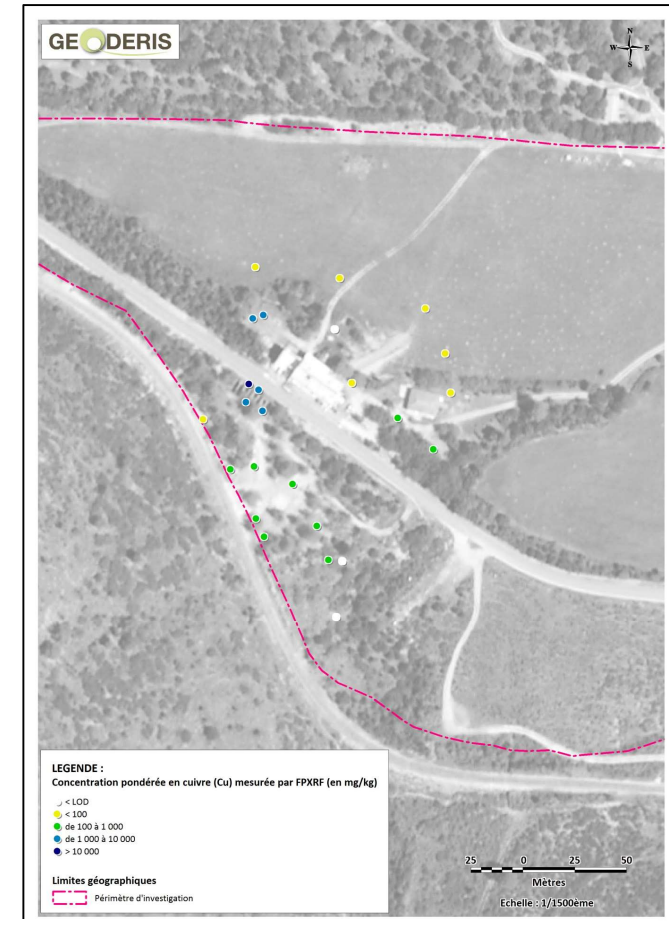 GEODERIS
N
W E
S
LEGENDE :
Concentration pondérée en cuivre (Cu) mesurée par FPXRF (en mg/kg)
< LOD
< 100
de 100 à 1 000
de 1 000 à 10 000
> 10 000
Limites géographiques
Périmètre d'investigation
25 0 25 50
Mètres
Echelle : 1/1500ème